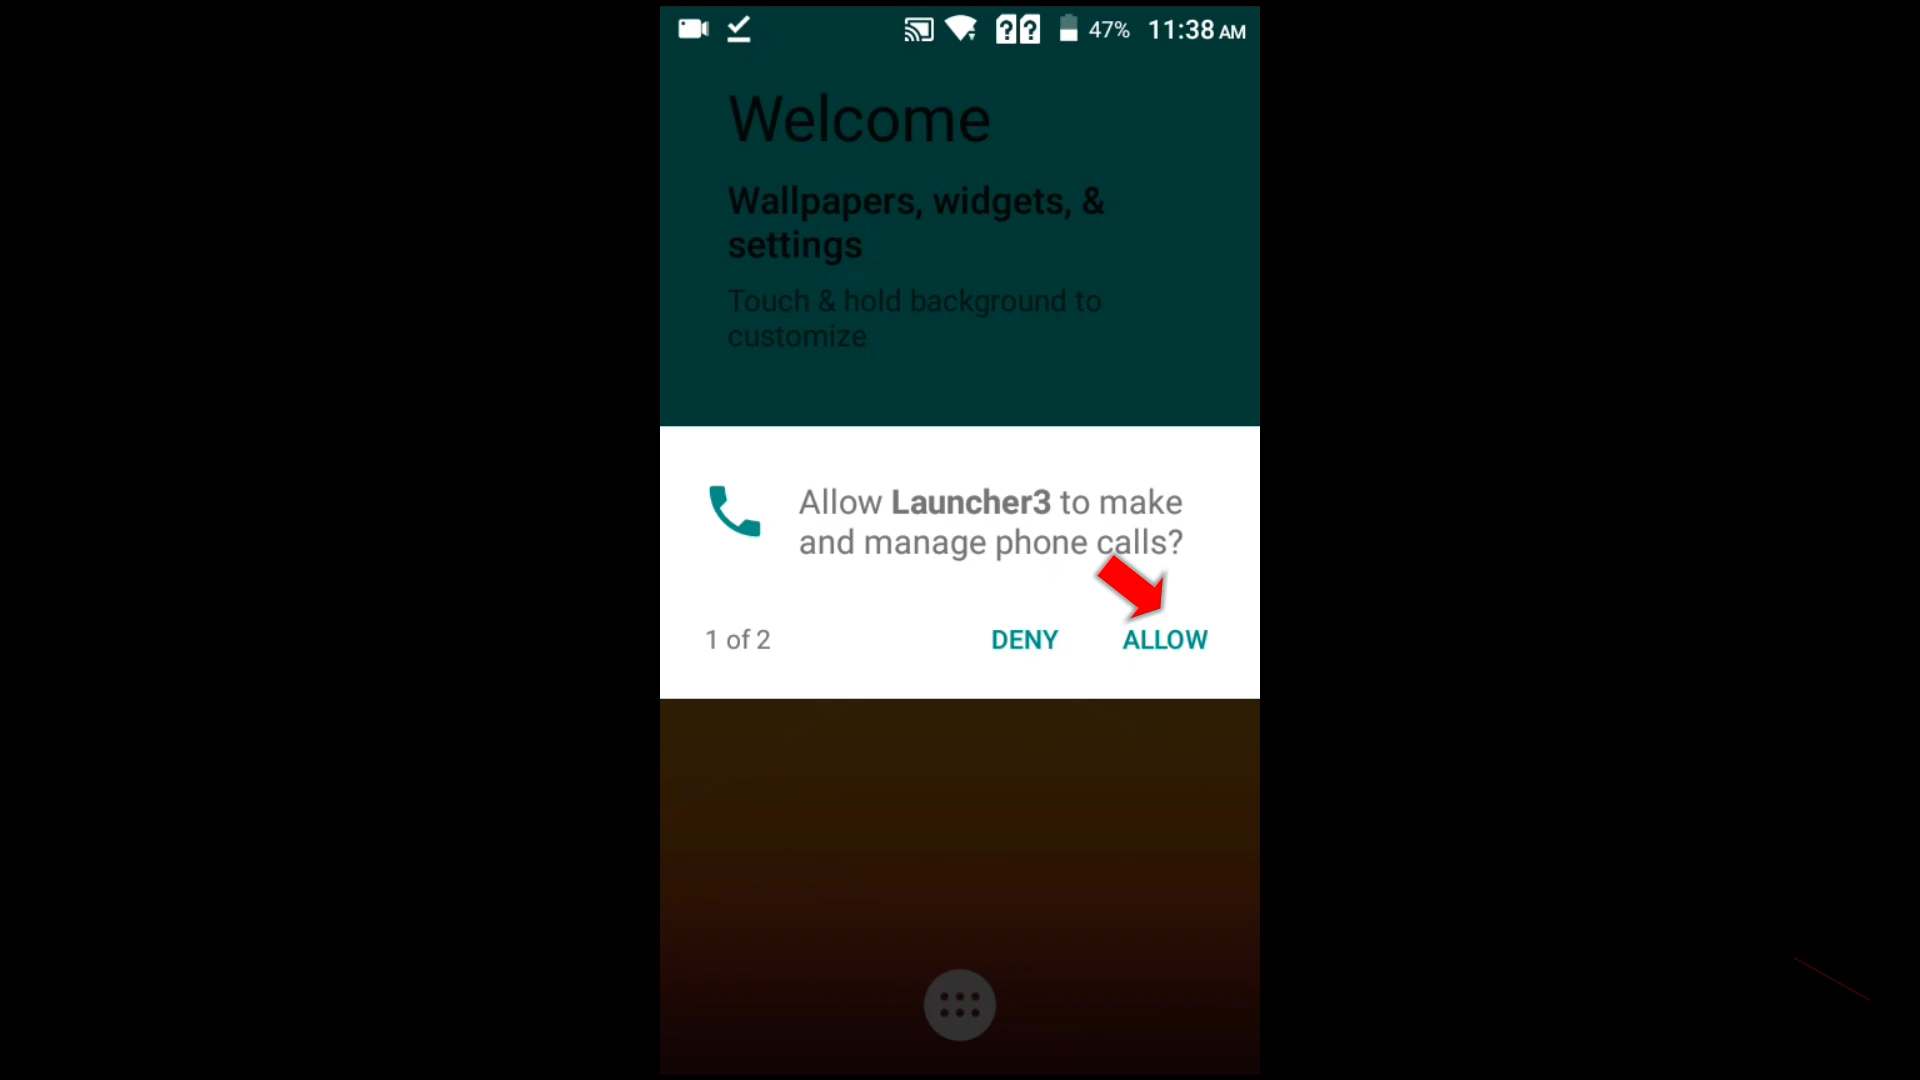 47% 11:38 AM
Welcome
Wallpapers, widgets, &
settings
Touch & hold background to
customize
Allow Launcher3 to make
and manage phone calls?
1 of 2 DENY ALLOW